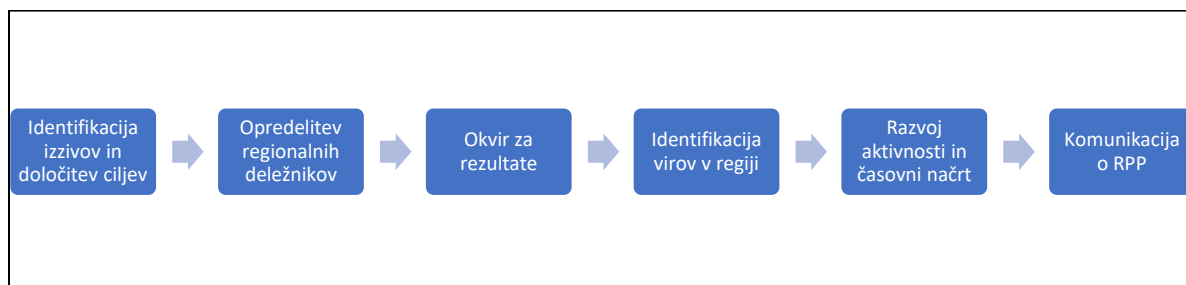 Identifikacija
izzivov in
določitev ciljev
Opredelitev
regionalnih
deležnikov
Okvir za
rezultate
Identifikacija
virov v regiji
Razvoj
aktivnosti in
časovni načrt
Komunikacija
o RPP